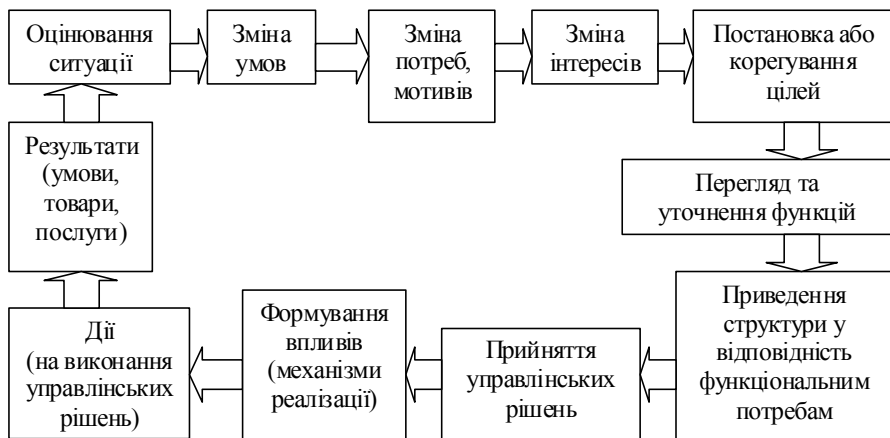 Оцінювання
ситуації
Зміна
умов
Зміна
потреб,
мотивів
Зміна
інтересів
Постановка або
корегування
цілей
Перегляд та
уточнення функцій
Приведення
структури у
відповідність
функціональним
потребам
Прийняття
управлінських
рішень
Формування
впливів
(механізми
реалізації)
Дії
(на виконання
управлінських
рішень)
Результати
(умови,
товари,
послуги)